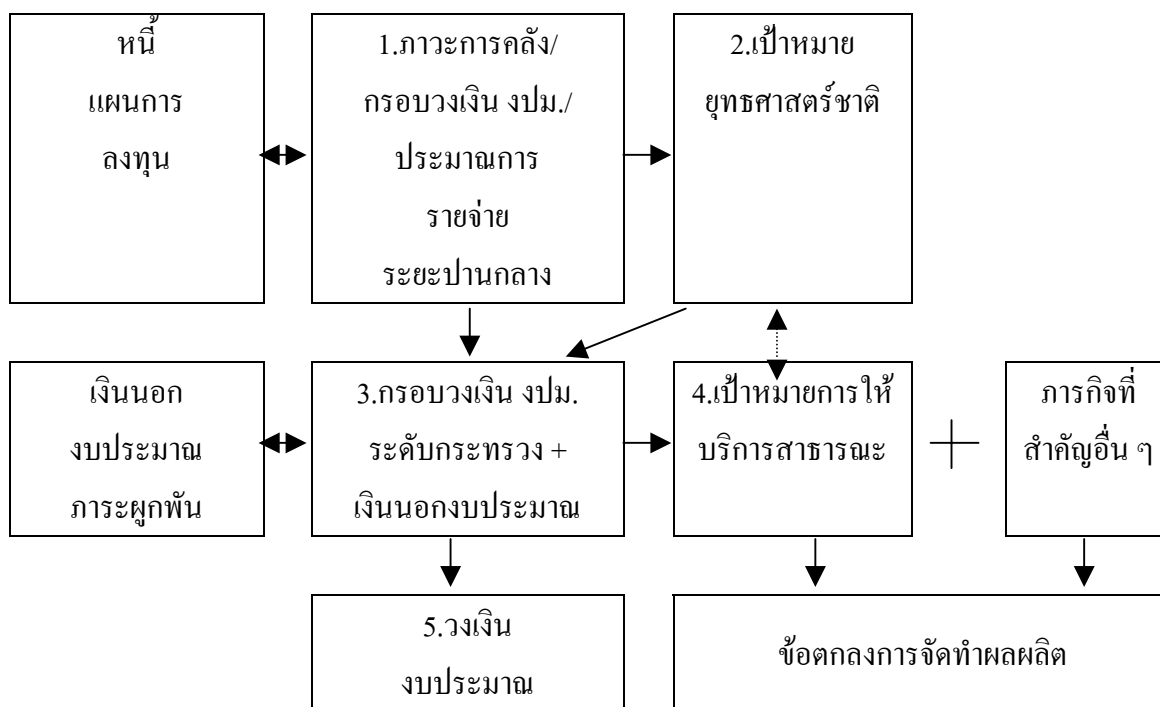 หนี้
แผนการ
ลงทุน
1.ภาวะการคลัง/
กรอบวงเงิน งปม./
ประมาณการ
รายจ่าย
ระยะปานกลาง
2.เป้าหมาย
ยุทธศาสตร์ชาติ
เงินนอก
งบประมาณ
ภาระผูกพัน
3.กรอบวงเงิน งปม.
ระดับกระทรวง +
เงินนอกงบประมาณ
4.เป้าหมายการให้
บริการสาธารณะ
ภารกิจที่
สำคัญอื่น ๆ
5.วงเงิน
งบประมาณ
ข้อตกลงการจัดทำผลผลิต